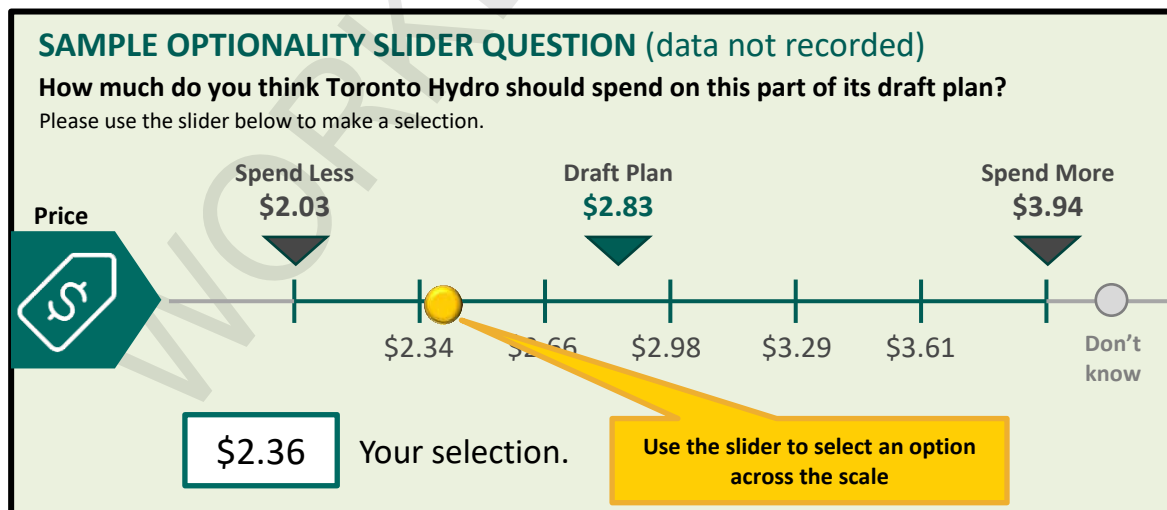 SAMPLE OPTIONALITY SLIDER QUESTION (data not recorded)
How much do you think Toronto Hydro should spend on this part of its draft plan?
Please use the slider below to make a selection.
Spend Less
$2.03
Draft Plan
$2.83
Spend More
$3.94
Price
$
$2.34
$2.66
$2.98
$3.29
$3.61
Don't
know
$2.36
Your selection.
Use the slider to select an option
across the scale
WORK